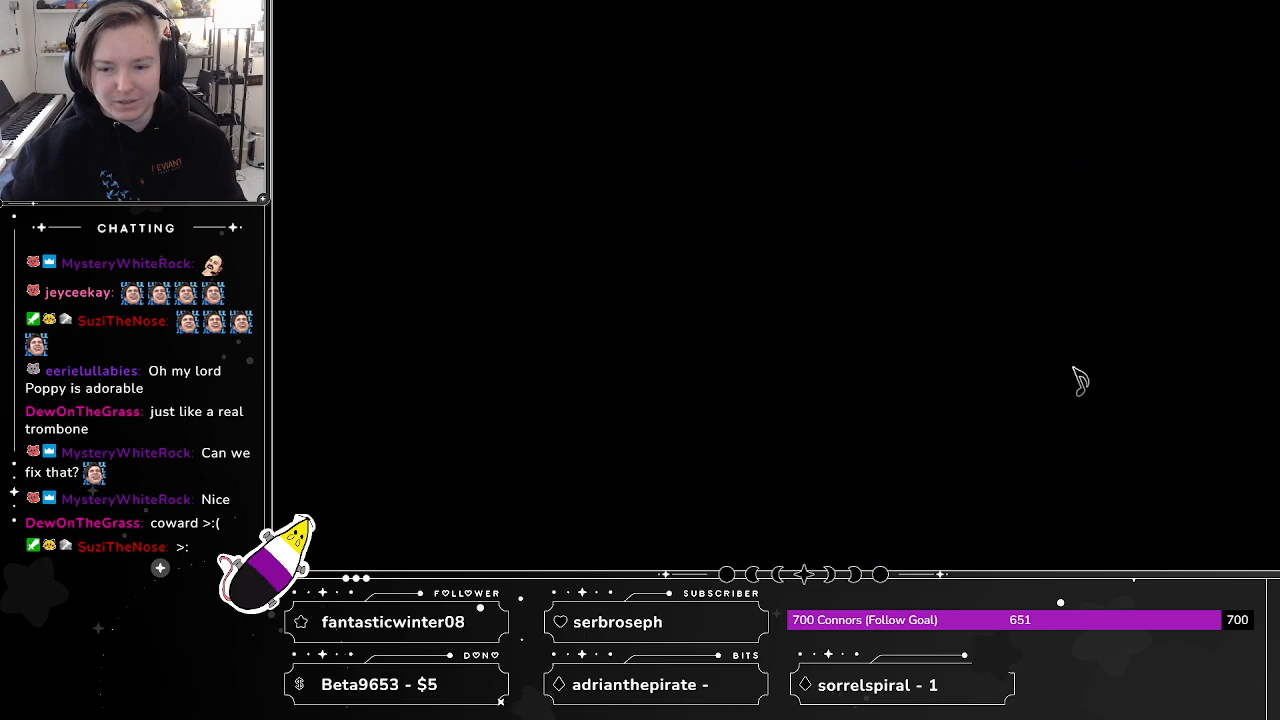 EVIANT
CHATTING
MysteryWhiteRock:
jeyceekay:
SuziTheNose:
eerielullabies: Oh my lord
Poppy is adorable
DewOnTheGrass: just like a real
trombone
MysteryWhiteRock: Can we
fix that?
MysteryWhiteRock: Nice
DewOnTheGrass: coward >:(
SuziTheNose: >:
FOLLOWER
fantasticwinter08
SUBSCRIBER
serbroseph
700 Connors (Follow Goal) 651 700
DONO
Beta9653 - $5
BITS
adrianthepirate -
sorrelspiral - 1